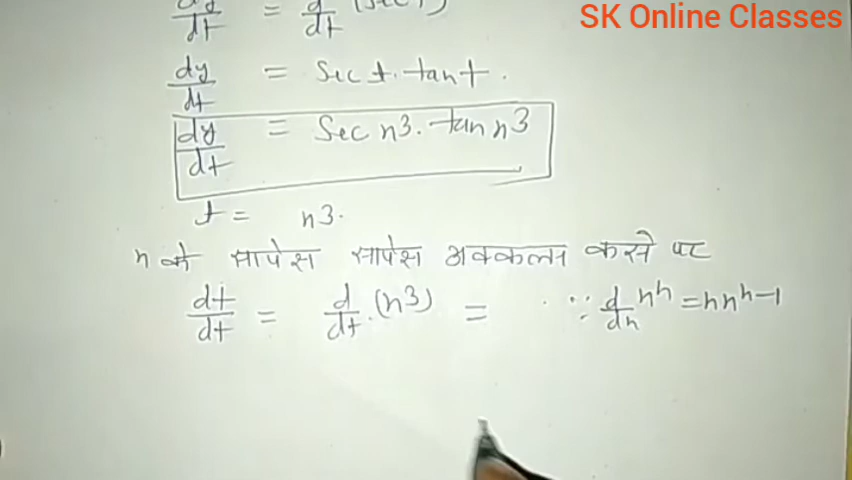 SK Online Classes
dy/dt = d/dt (sec t)
dy/dt = Sec t. tan t.
dy/dt = Sec n3. tan n3
t = n3.
n के सापेस सापेस अवकलन करने पर
dt/dt = d/dt. (n3) = ∵ d/dn n^n = n n^n-1